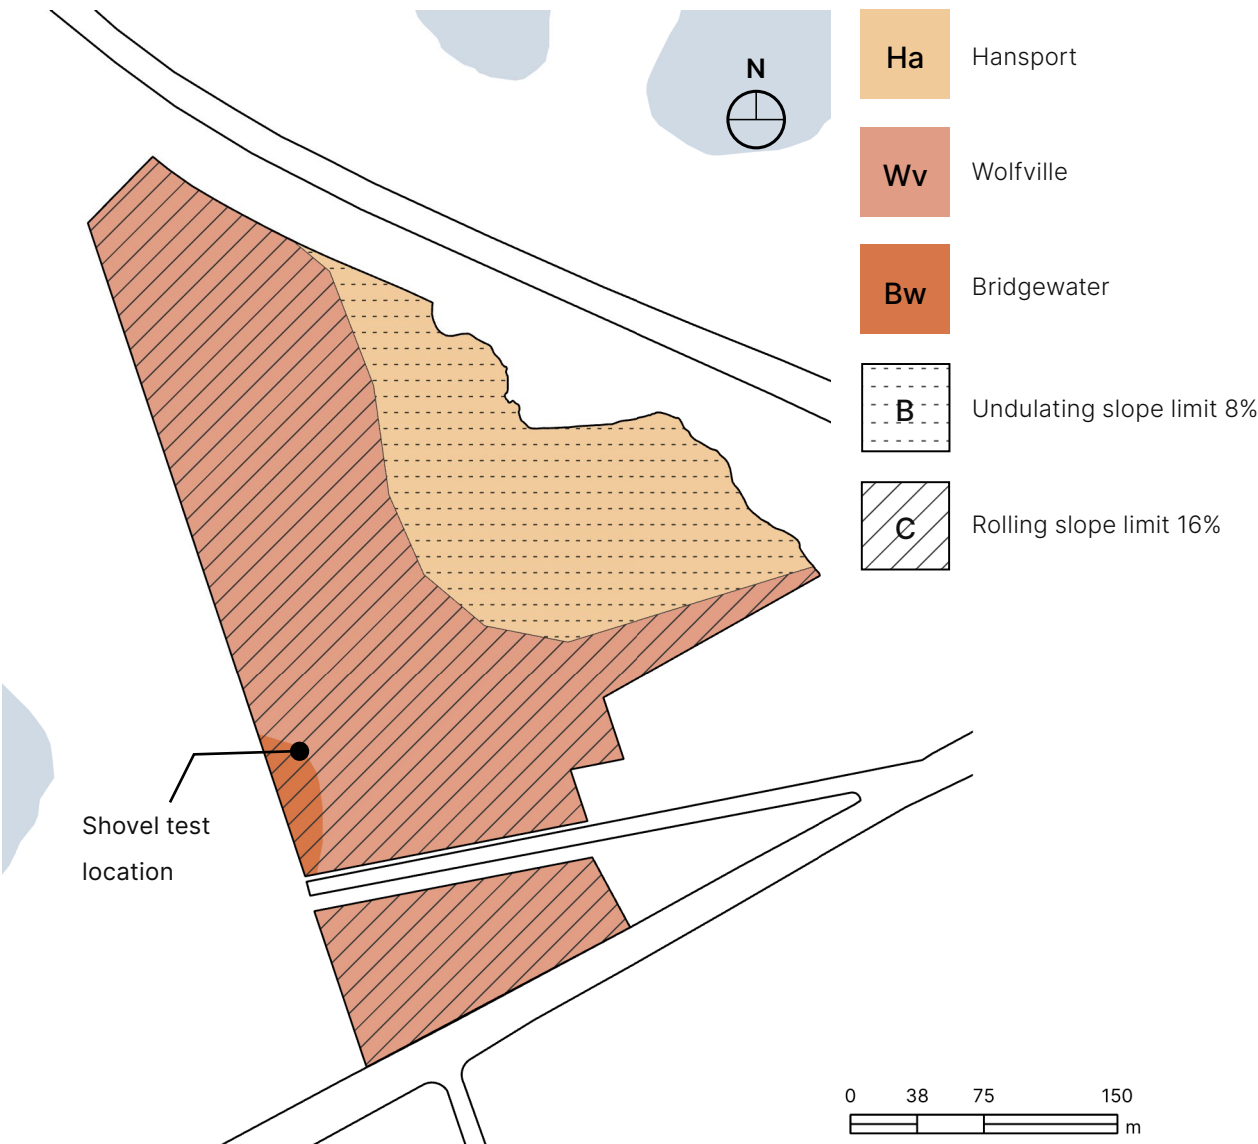 N
Ha
Hansport
Wv
Wolfville
Bw
Bridgewater
B
Undulating slope limit 8%
C
Rolling slope limit 16%
Shovel test
location
0 38 75 150
m